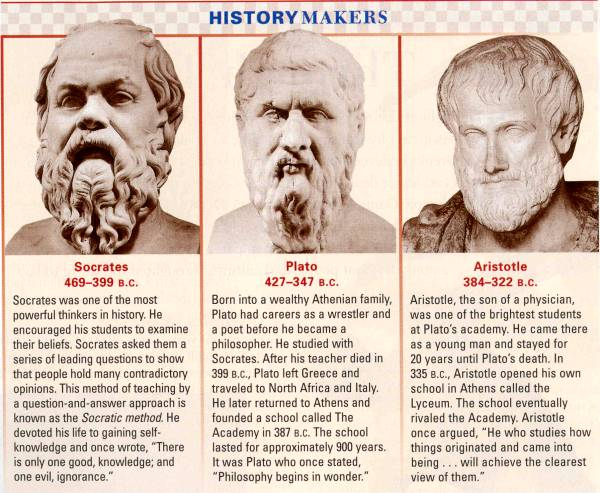 HISTORY MAKERS
Socrates
469–399 B.C.
Socrates was one of the most
powerful thinkers in history. He
encouraged his students to examine
their beliefs. Socrates asked them a
series of leading questions to show
that people hold many contradictory
opinions. This method of teaching by
a question-and-answer approach is
known as the Socratic method. He
devoted his life to gaining self-
knowledge and once wrote, "There
is only one good, knowledge; and
one evil, ignorance."
Plato
427–347 B.C.
Born into a wealthy Athenian family,
Plato had careers as a wrestler and
a poet before he became a
philosopher. He studied with
Socrates. After his teacher died in
399 B.C., Plato left Greece and
traveled to North Africa and Italy.
He later returned to Athens and
founded a school called The
Academy in 387 B.C. The school
lasted for approximately 900 years.
It was Plato who once stated,
"Philosophy begins in wonder."
Aristotle
384–322 B.C.
Aristotle, the son of a physician,
was one of the brightest students
at Plato's academy. He came there
as a young man and stayed for
20 years until Plato's death. In
335 B.C., Aristotle opened his own
school in Athens called the
Lyceum. The school eventually
rivaled the Academy. Aristotle
once argued, "He who studies how
things originated and came into
being . . . will achieve the clearest
view of them."